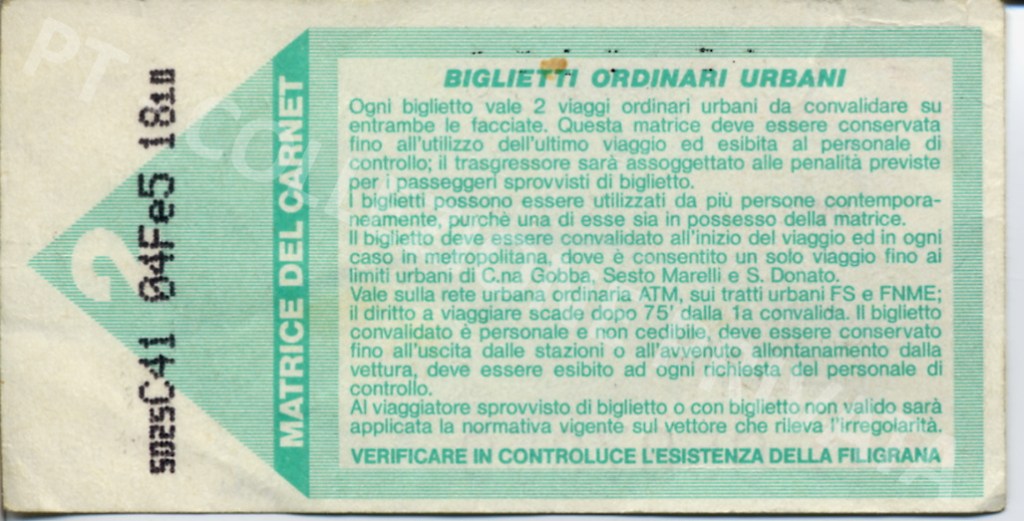 5D25C41 04Fe5 1810
2
MATRICE DEL CARNET
BIGLIETTI ORDINARI URBANI
Ogni biglietto vale 2 viaggi ordinari urbani da convalidare su
entrambe le facciate. Questa matrice deve essere conservata
fino all'utilizzo dell'ultimo viaggio ed esibita al personale di
controllo; il trasgressore sarà assoggettato alle penalità previste
per i passeggeri sprovvisti di biglietto.
I biglietti possono essere utilizzati da più persone contempora-
neamente, purchè una di esse sia in possesso della matrice.
Il biglietto deve essere convalidato all'inizio del viaggio ed in ogni
caso in metropolitana, dove è consentito un solo viaggio fino ai
limiti urbani di C.na Gobba, Sesto Marelli e S. Donato.
Vale sulla rete urbana ordinaria ATM, sui tratti urbani FS e FNME;
il diritto a viaggiare scade dopo 75' dalla 1a convalida. Il biglietto
convalidato è personale e non cedibile, deve essere conservato
fino all'uscita dalle stazioni o all'avvenuto allontanamento dalla
vettura, deve essere esibito ad ogni richiesta del personale di
controllo.
Al viaggiatore sprovvisto di biglietto o con biglietto non valido sarà
applicata la normativa vigente sul vettore che rileva l'irregolarità.
VERIFICARE IN CONTROLUCE L'ESISTENZA DELLA FILIGRANA